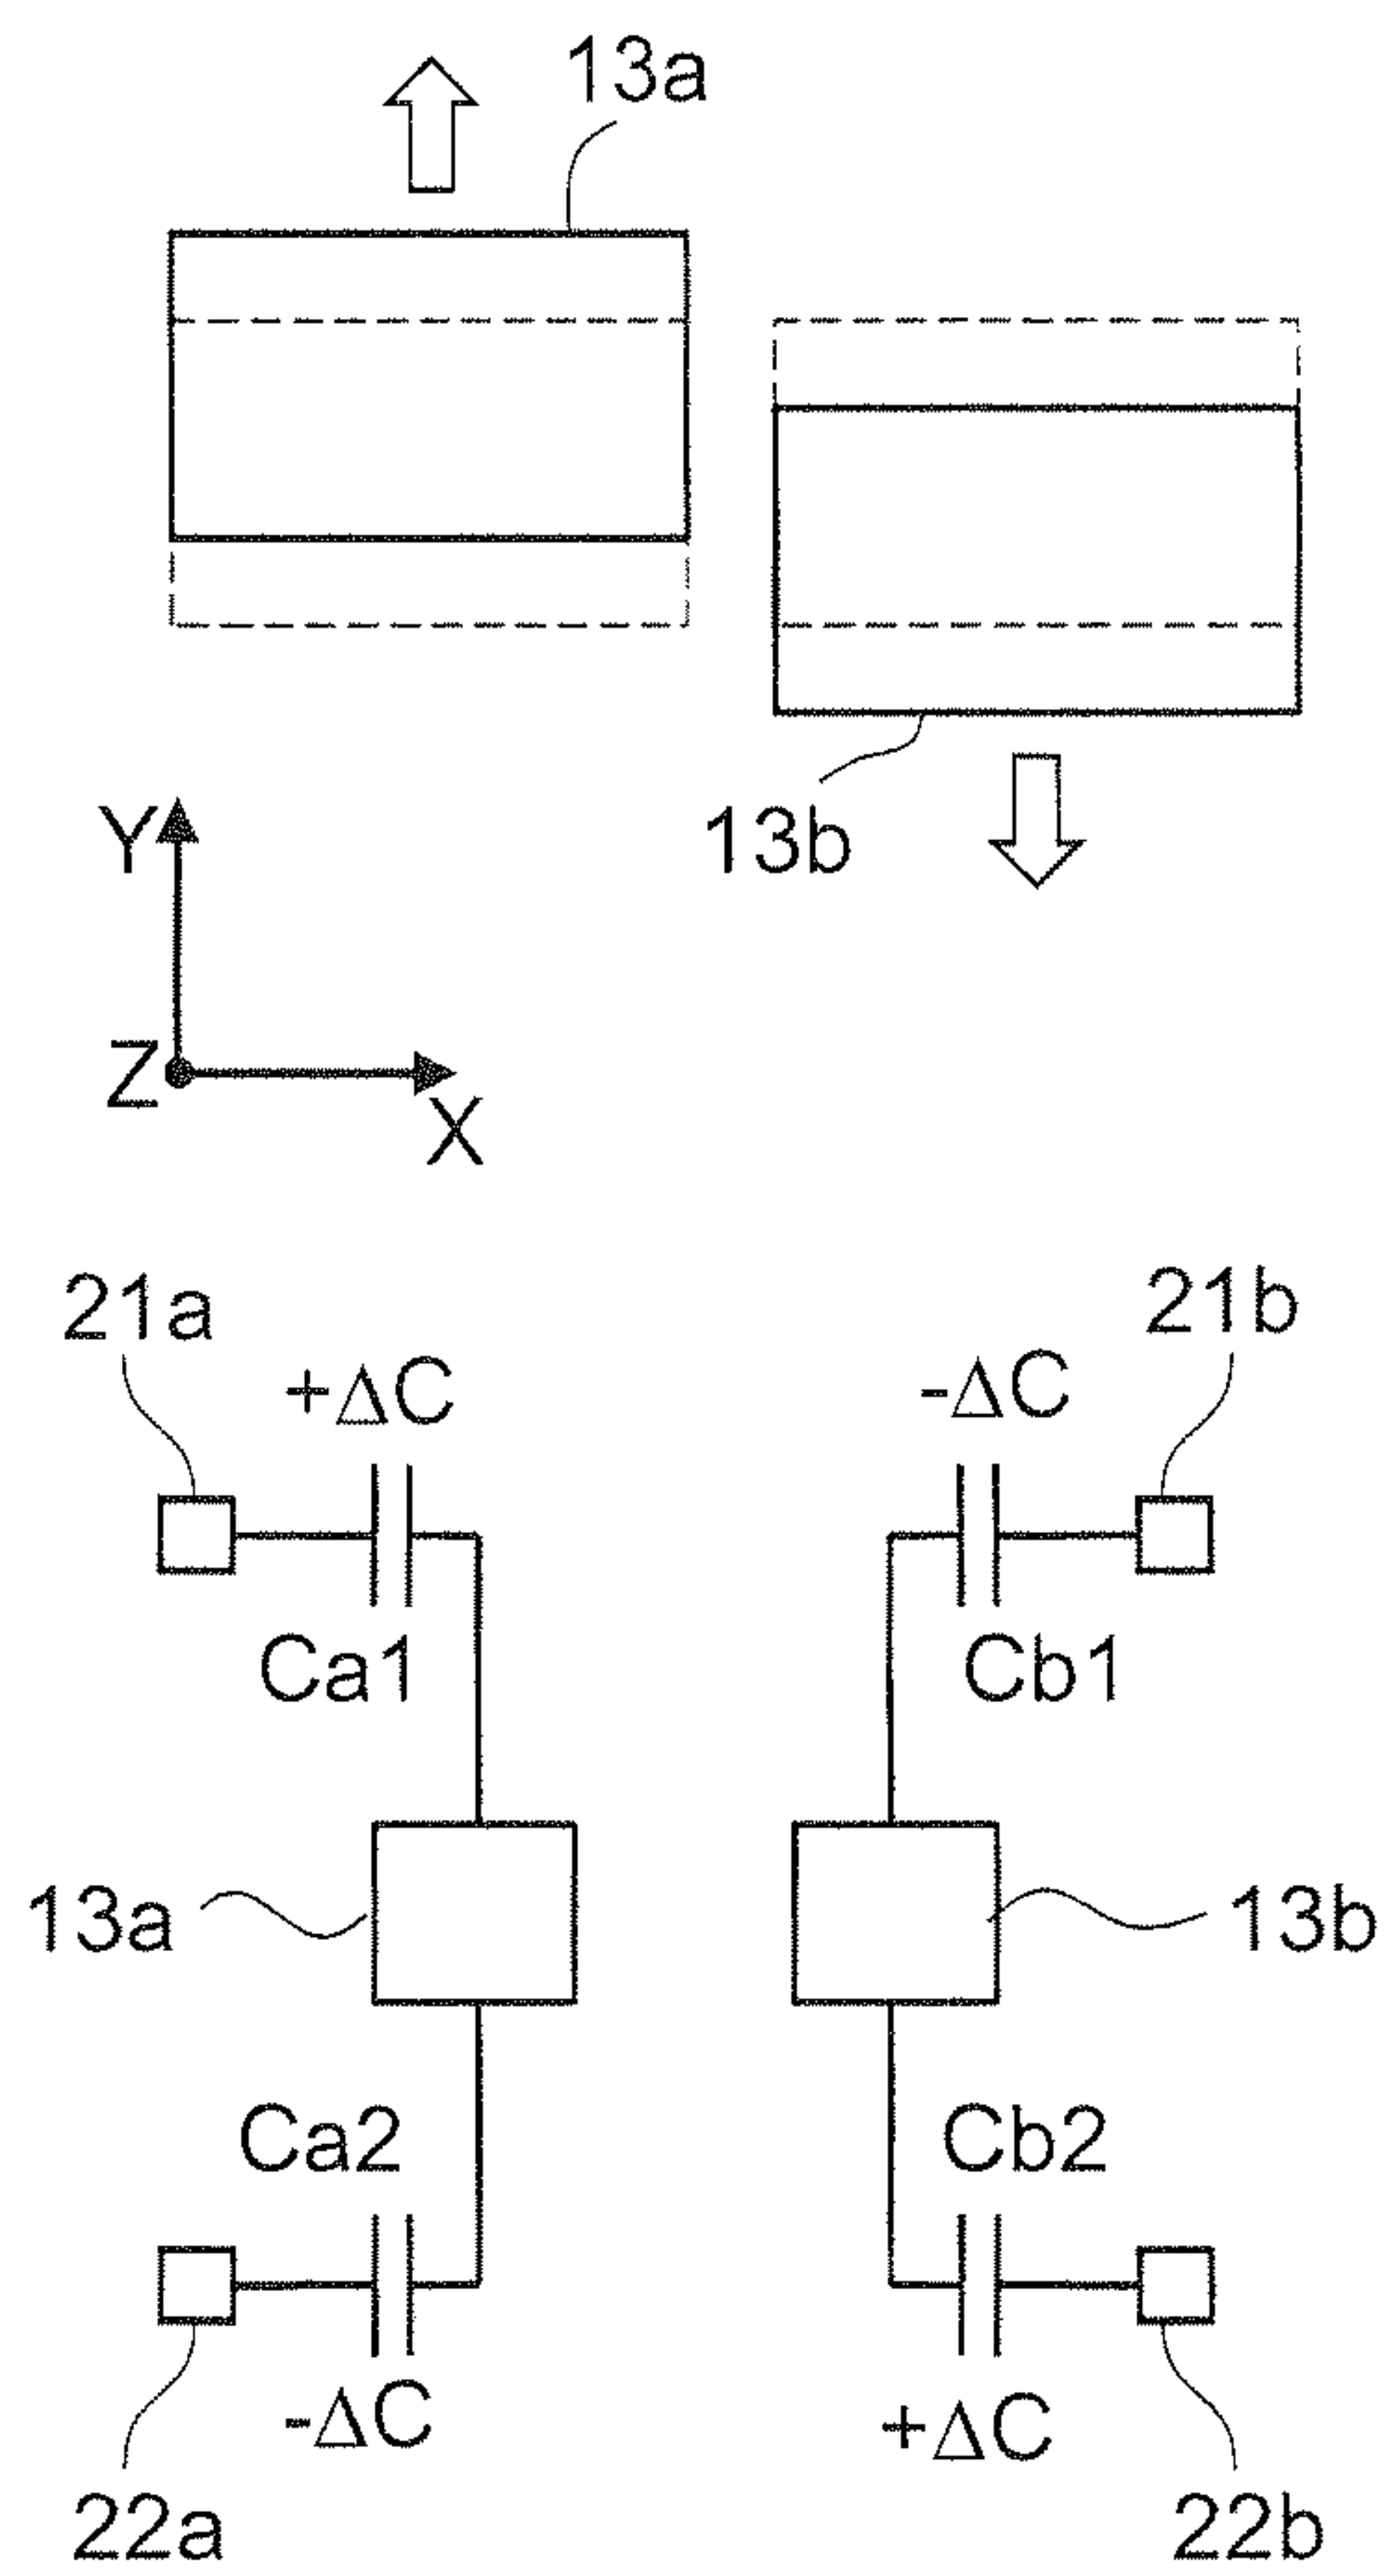 13a
13b
Y
Z
X
21a
21b
+ΔC
-ΔC
Ca1
Cb1
13a
13b
Ca2
Cb2
-ΔC
+ΔC
22a
22b